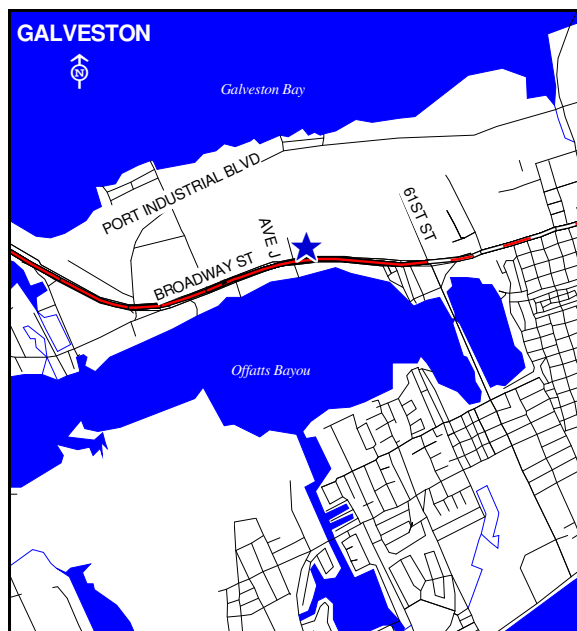 GALVESTON
N
Galveston Bay
PORT INDUSTRIAL BLVD
61ST ST
AVE J
BROADWAY ST
Offatts Bayou